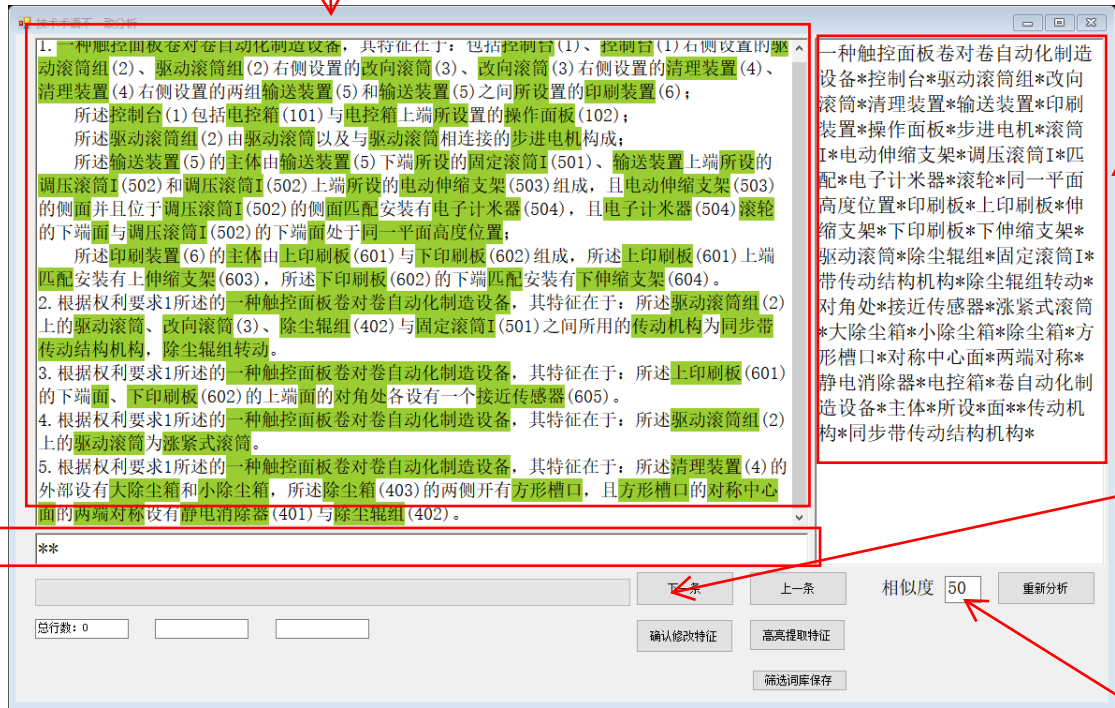 技术术语不一致分析
1. 一种触控面板卷对卷自动化制造设备，其特征在于：包括控制台(1)、控制台(1)右侧设置的驱
动滚筒组(2)、驱动滚筒组(2)右侧设置的改向滚筒(3)、改向滚筒(3)右侧设置的清理装置(4)、
清理装置(4)右侧设置的两组输送装置(5)和输送装置(5)之间所设置的印刷装置(6)；
所述控制台(1)包括电控箱(101)与电控箱上端所设置的操作面板(102)；
所述驱动滚筒组(2)由驱动滚筒以及与驱动滚筒相连接的步进电机构成；
所述输送装置(5)的主体由输送装置(5)下端所设的固定滚筒I(501)、输送装置上端所设的
调压滚筒I(502)和调压滚筒I(502)上端所设的电动伸缩支架(503)组成，且电动伸缩支架(503)
的侧面并且位于调压滚筒I(502)的侧面匹配安装有电子计米器(504)，且电子计米器(504)滚轮
的下端面与调压滚筒I(502)的下端面处于同一平面高度位置；
所述印刷装置(6)的主体由上印刷板(601)与下印刷板(602)组成，所述上印刷板(601)上端
匹配安装有上伸缩支架(603)，所述下印刷板(602)的下端匹配安装有下伸缩支架(604)。
2. 根据权利要求1所述的一种触控面板卷对卷自动化制造设备，其特征在于：所述驱动滚筒组(2)
上的驱动滚筒、改向滚筒(3)、除尘辊组(402)与固定滚筒I(501)之间所用的传动机构为同步带
传动结构机构，除尘辊组转动。
3. 根据权利要求1所述的一种触控面板卷对卷自动化制造设备，其特征在于：所述上印刷板(601)
的下端面、下印刷板(602)的上端面的对角处各设有一个接近传感器(605)。
4. 根据权利要求1所述的一种触控面板卷对卷自动化制造设备，其特征在于：所述驱动滚筒组(2)
上的驱动滚筒为涨紧式滚筒。
5. 根据权利要求1所述的一种触控面板卷对卷自动化制造设备，其特征在于：所述清理装置(4)的
外部设有大除尘箱和小除尘箱，所述除尘箱(403)的两侧开有方形槽口，且方形槽口的对称中心
面的两端对称设有静电消除器(401)与除尘辊组(402)。
一种触控面板卷对卷自动化制造
设备*控制台*驱动滚筒组*改向
滚筒*清理装置*输送装置*印刷
装置*操作面板*步进电机*滚筒
I*电动伸缩支架*调压滚筒I*匹
配*电子计米器*滚轮*同一平面
高度位置*印刷板*上印刷板*伸
缩支架*下印刷板*下伸缩支架*
驱动滚筒*除尘辊组*固定滚筒I*
带传动结构机构*除尘辊组转动*
对角处*接近传感器*涨紧式滚筒
*大除尘箱*小除尘箱*除尘箱*方
形槽口*对称中心面*两端对称*
静电消除器*电控箱*卷自动化制
造设备*主体*所设*面**传动机
构*同步带传动结构机构*
**
下一条
上一条
相似度
50
重新分析
总行数: 0
确认修改特征
高亮提取特征
筛选词库保存